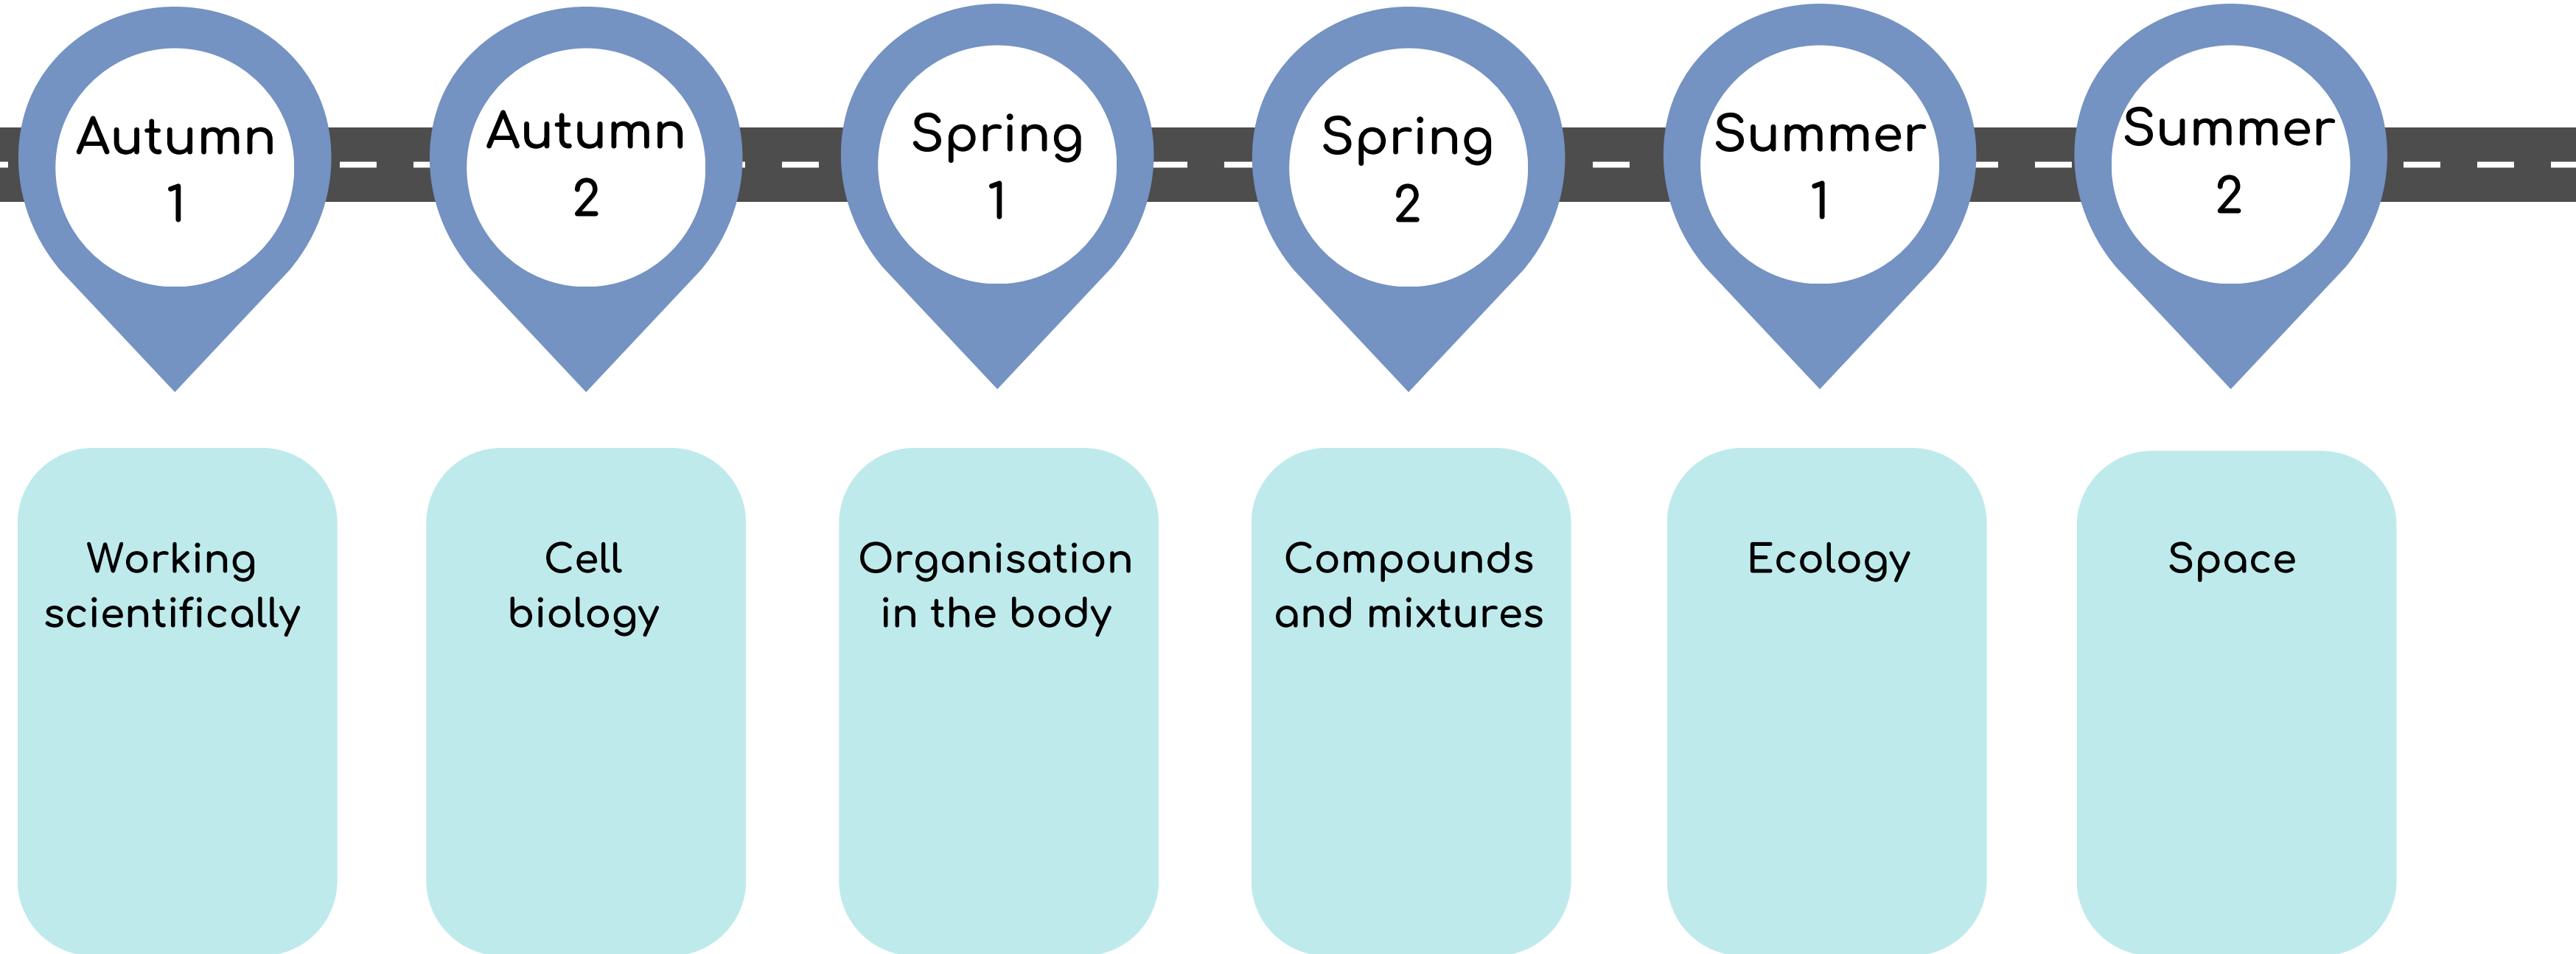 Autumn
1
Autumn
2
Spring
1
Spring
2
Summer
1
Summer
2
Working
scientifically
Cell
biology
Organisation
in the body
Compounds
and mixtures
Ecology
Space